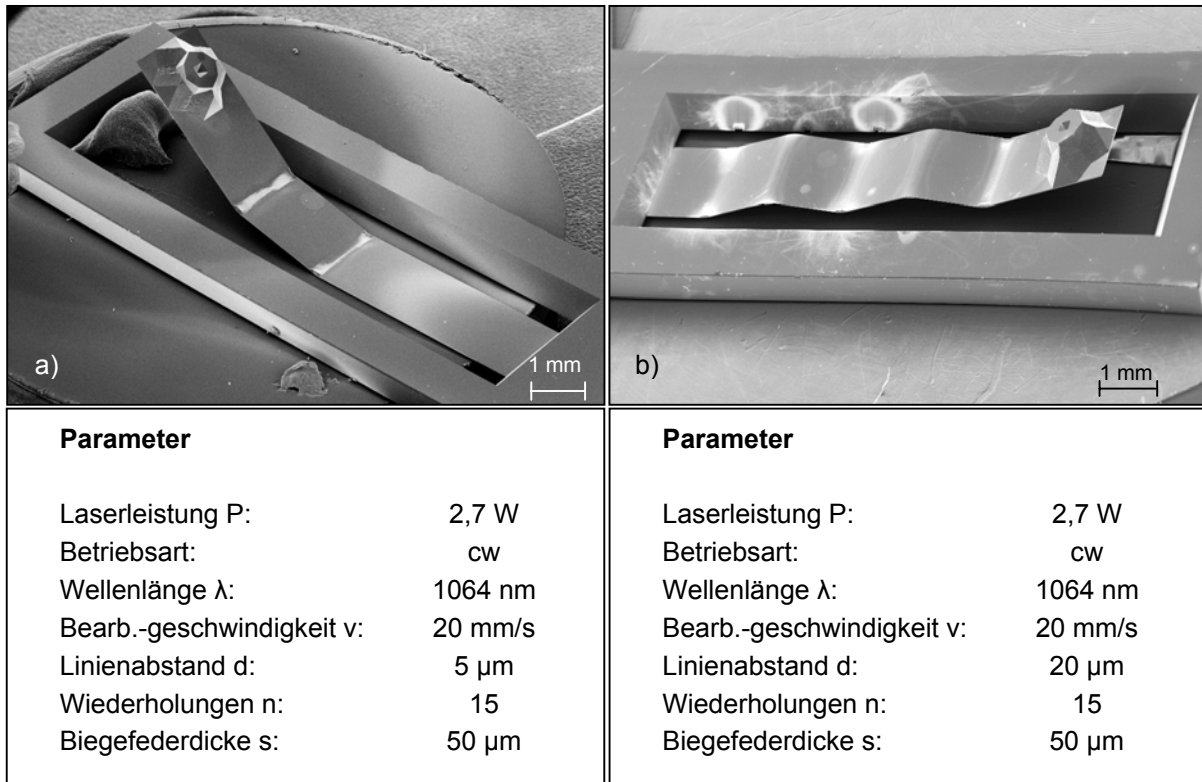 a)
1 mm
b)
1 mm
Parameter
Laserleistung P: 2,7 W
Betriebsart: cw
Wellenlänge λ: 1064 nm
Bearb.-geschwindigkeit v: 20 mm/s
Linienabstand d: 5 µm
Wiederholungen n: 15
Biegefederdicke s: 50 µm
Parameter
Laserleistung P: 2,7 W
Betriebsart: cw
Wellenlänge λ: 1064 nm
Bearb.-geschwindigkeit v: 20 mm/s
Linienabstand d: 20 µm
Wiederholungen n: 15
Biegefederdicke s: 50 µm